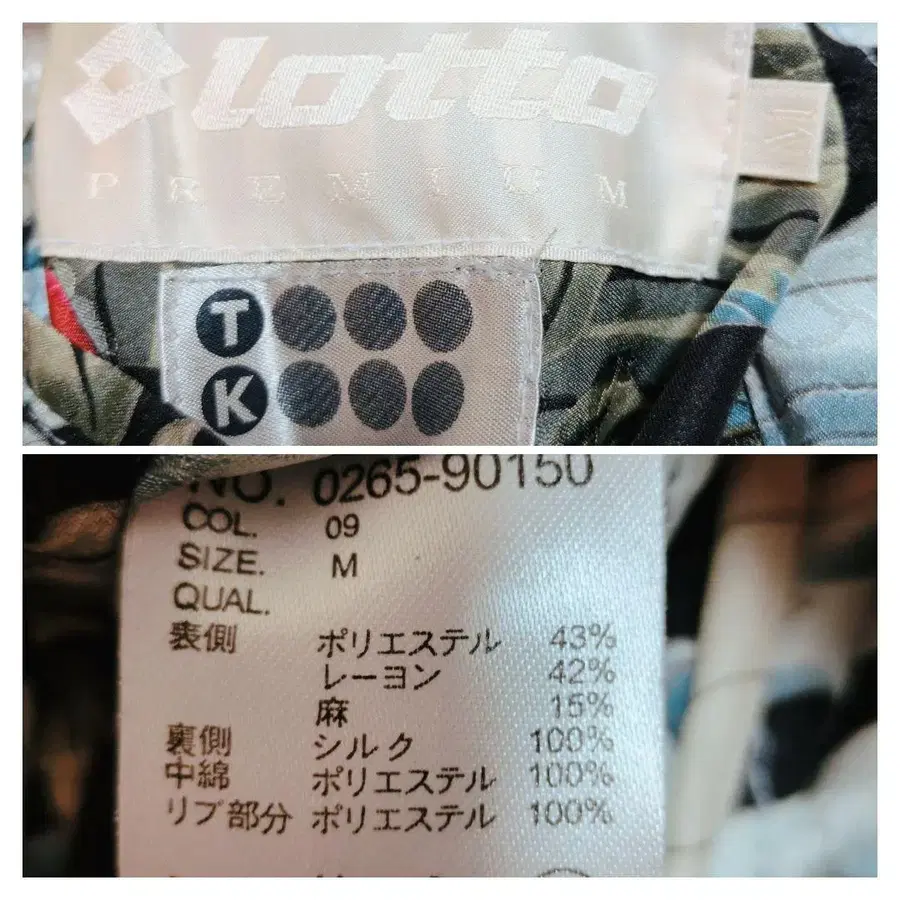 lotto
PREMIUM
M
T
K
NO. 0265-90150
COL. 09
SIZE. M
QUAL.
表側 ポリエステル 43%
レーヨン 42%
麻 15%
裏側 シルク 100%
中綿 ポリエステル 100%
リブ部分 ポリエステル 100%